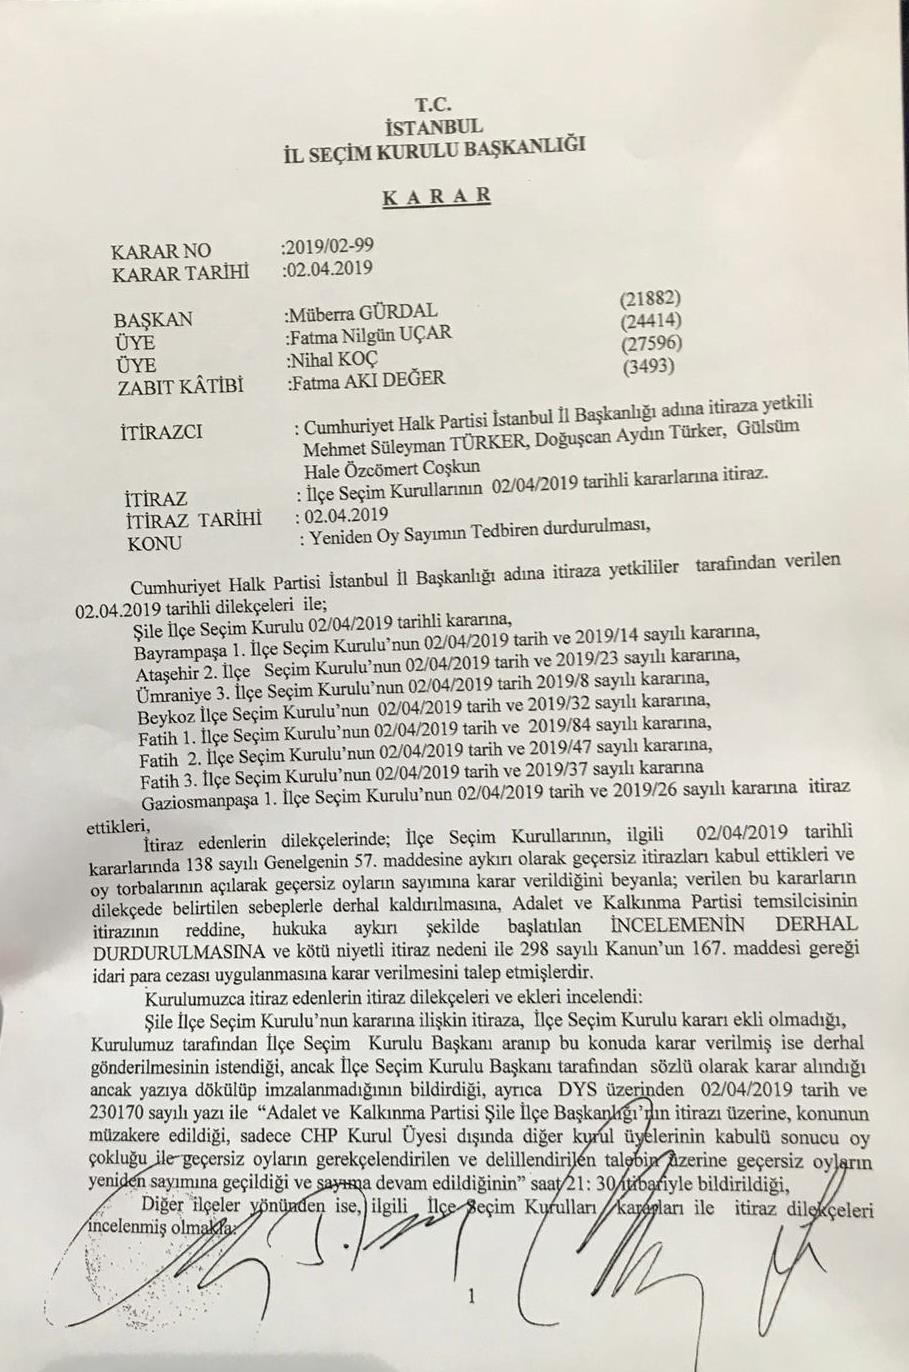 T.C.
İSTANBUL
İL SEÇİM KURULU BAŞKANLIĞI
K A R A R
KARAR NO :2019/02-99
KARAR TARİHİ :02.04.2019
BAŞKAN :Müberra GÜRDAL (21882)
ÜYE :Fatma Nilgün UÇAR (24414)
ÜYE :Nihal KOÇ (27596)
ZABIT KÂTİBİ :Fatma AKI DEĞER (3493)
İTİRAZCI : Cumhuriyet Halk Partisi İstanbul İl Başkanlığı adına itiraza yetkili
Mehmet Süleyman TÜRKER, Doğuşcan Aydın Türker, Gülsüm
Hale Özcömert Coşkun
İTİRAZ : İlçe Seçim Kurullarının 02/04/2019 tarihli kararlarına itiraz.
İTİRAZ TARİHİ : 02.04.2019
KONU : Yeniden Oy Sayımın Tedbiren durdurulması,
Cumhuriyet Halk Partisi İstanbul İl Başkanlığı adına itiraza yetkililer tarafından verilen
02.04.2019 tarihli dilekçeleri ile;
Şile İlçe Seçim Kurulu 02/04/2019 tarihli kararına,
Bayrampaşa 1. İlçe Seçim Kurulu'nun 02/04/2019 tarih ve 2019/14 sayılı kararına,
Ataşehir 2. İlçe Seçim Kurulu'nun 02/04/2019 tarih ve 2019/23 sayılı kararına,
Ümraniye 3. İlçe Seçim Kurulu'nun 02/04/2019 tarih 2019/8 sayılı kararına,
Beykoz İlçe Seçim Kurulu'nun 02/04/2019 tarih ve 2019/32 sayılı kararına,
Fatih 1. İlçe Seçim Kurulu'nun 02/04/2019 tarih ve 2019/84 sayılı kararına,
Fatih 2. İlçe Seçim Kurulu'nun 02/04/2019 tarih ve 2019/47 sayılı kararına,
Fatih 3. İlçe Seçim Kurulu'nun 02/04/2019 tarih ve 2019/37 sayılı kararına
Gaziosmanpaşa 1. İlçe Seçim Kurulu'nun 02/04/2019 tarih ve 2019/26 sayılı kararına itiraz
ettikleri,
İtiraz edenlerin dilekçelerinde; İlçe Seçim Kurullarının, ilgili 02/04/2019 tarihli
kararlarında 138 sayılı Genelgenin 57. maddesine aykırı olarak geçersiz itirazları kabul ettikleri ve
oy torbalarının açılarak geçersiz oyların sayımına karar verildiğini beyanla; verilen bu kararların
dilekçede belirtilen sebeplerle derhal kaldırılmasına, Adalet ve Kalkınma Partisi temsilcisinin
itirazının reddine, hukuka aykırı şekilde başlatılan İNCELEMENİN DERHAL
DURDURULMASINA ve kötü niyetli itiraz nedeni ile 298 sayılı Kanun'un 167. maddesi gereği
idari para cezası uygulanmasına karar verilmesini talep etmişlerdir.
Kurulumuzca itiraz edenlerin itiraz dilekçeleri ve ekleri incelendi:
Şile İlçe Seçim Kurulu'nun kararına ilişkin itiraza, İlçe Seçim Kurulu kararı ekli olmadığı,
Kurulumuz tarafından İlçe Seçim Kurulu Başkanı aranıp bu konuda karar verilmiş ise derhal
gönderilmesinin istendiği, ancak İlçe Seçim Kurulu Başkanı tarafından sözlü olarak karar alındığı
ancak yazıya dökülüp imzalanmadığının bildirdiği, ayrıca DYS üzerinden 02/04/2019 tarih ve
230170 sayılı yazı ile “Adalet ve Kalkınma Partisi Şile İlçe Başkanlığı'nın itirazı üzerine, konunun
müzakere edildiği, sadece CHP Kurul Üyesi dışında diğer kurul üyelerinin kabulü sonucu oy
çokluğu ile geçersiz oyların gerekçelendirilen ve delillendirilen talebin üzerine geçersiz oyların
yeniden sayımına geçildiği ve sayıma devam edildiğinin” saat 21: 30 itibariyle bildirildiği,
Diğer ilçeler yönünden ise, ilgili İlçe Seçim Kurulları kararları ile itiraz dilekçeleri
incelenmiş olmakla:
1